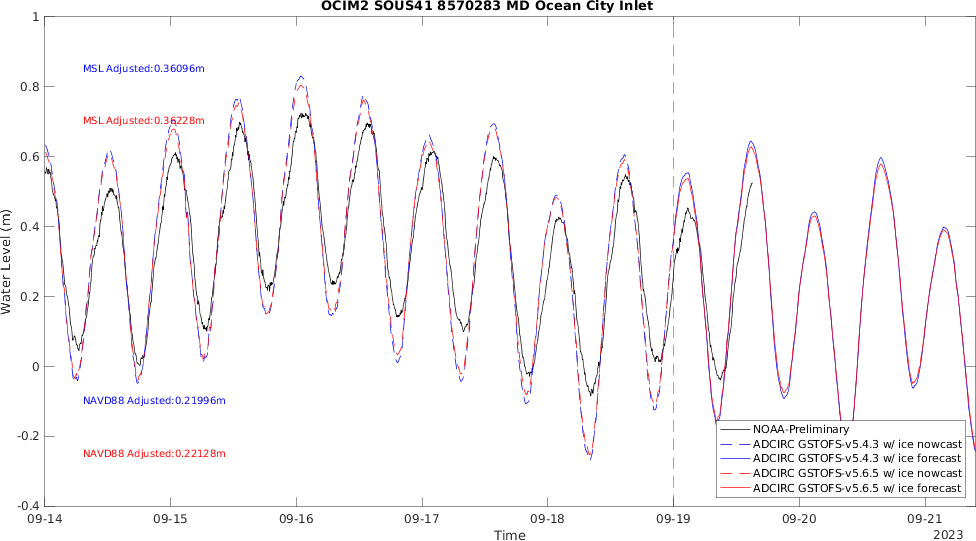 OCIM2 SOUS41 8570283 MD Ocean City Inlet
1
0.8
0.6
0.4
0.2
0
-0.2
-0.4
Water Level (m)
MSL Adjusted:0.36096m
MSL Adjusted:0.36228m
NAVD88 Adjusted:0.21996m
NAVD88 Adjusted:0.22128m
NOAA-Preliminary
ADCIRC GSTOFS-v5.4.3 w/ ice nowcast
ADCIRC GSTOFS-v5.4.3 w/ ice forecast
ADCIRC GSTOFS-v5.6.5 w/ ice nowcast
ADCIRC GSTOFS-v5.6.5 w/ ice forecast
09-14 09-15 09-16 09-17 09-18 09-19 09-20 09-21
Time
2023